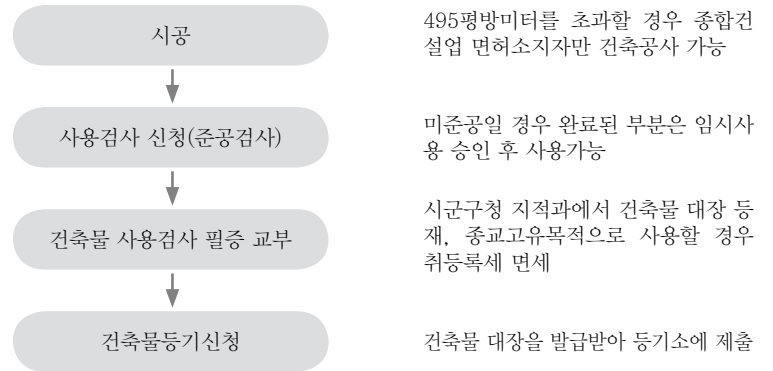 시공
495평방미터를 초과할 경우 종합건
설업 면허소지자만 건축공사 가능
사용검사 신청(준공검사)
미준공일 경우 완료된 부분은 임시사
용 승인 후 사용가능
건축물 사용검사 필증 교부
시군구청 지적과에서 건축물 대장 등
재, 종교고유목적으로 사용할 경우
취등록세 면세
건축물등기신청
건축물 대장을 발급받아 등기소에 제출